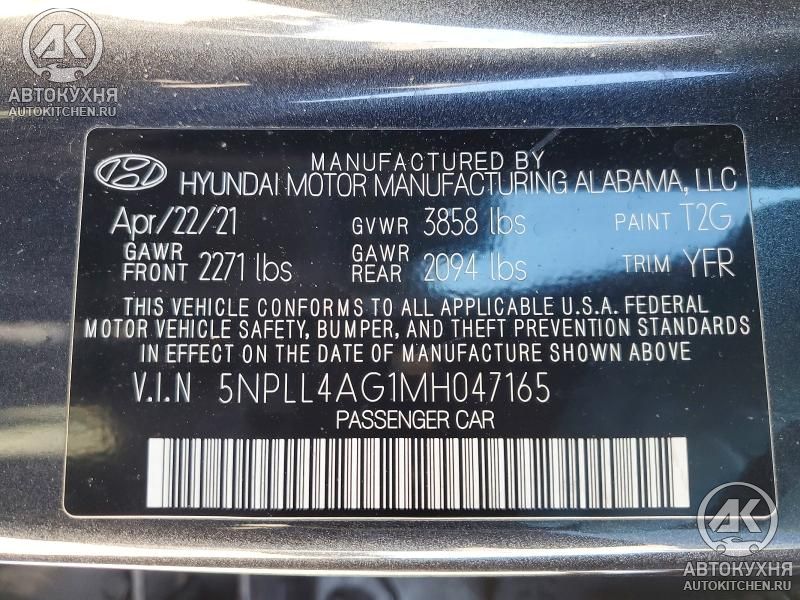 AK
АВТОКУХНЯ
AUTOKITCHEN.RU
MANUFACTURED BY
HYUNDAI MOTOR MANUFACTURING ALABAMA, LLC
Apr/22/21 GVWR 3858 lbs PAINT T2G
GAWR FRONT 2271 lbs GAWR REAR 2094 lbs TRIM YFR
THIS VEHICLE CONFORMS TO ALL APPLICABLE U.S.A. FEDERAL
MOTOR VEHICLE SAFETY, BUMPER, AND THEFT PREVENTION STANDARDS
IN EFFECT ON THE DATE OF MANUFACTURE SHOWN ABOVE
V.I.N 5NPLL4AG1MH047165
PASSENGER CAR
AK
АВТОКУХНЯ
AUTOKITCHEN.RU